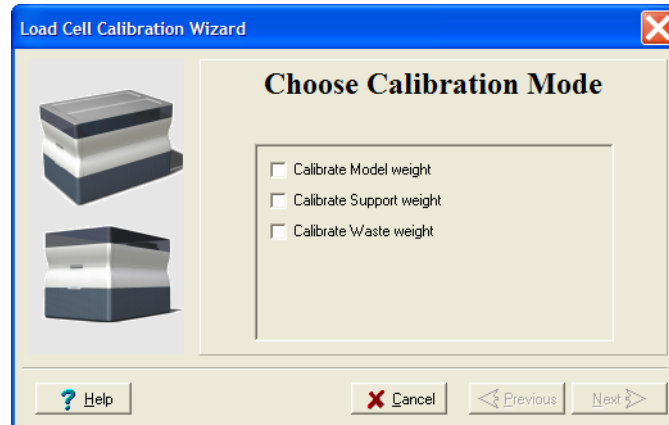 Load Cell Calibration Wizard
Choose Calibration Mode
Calibrate Model weight
Calibrate Support weight
Calibrate Waste weight
? Help
Cancel
Previous
Next